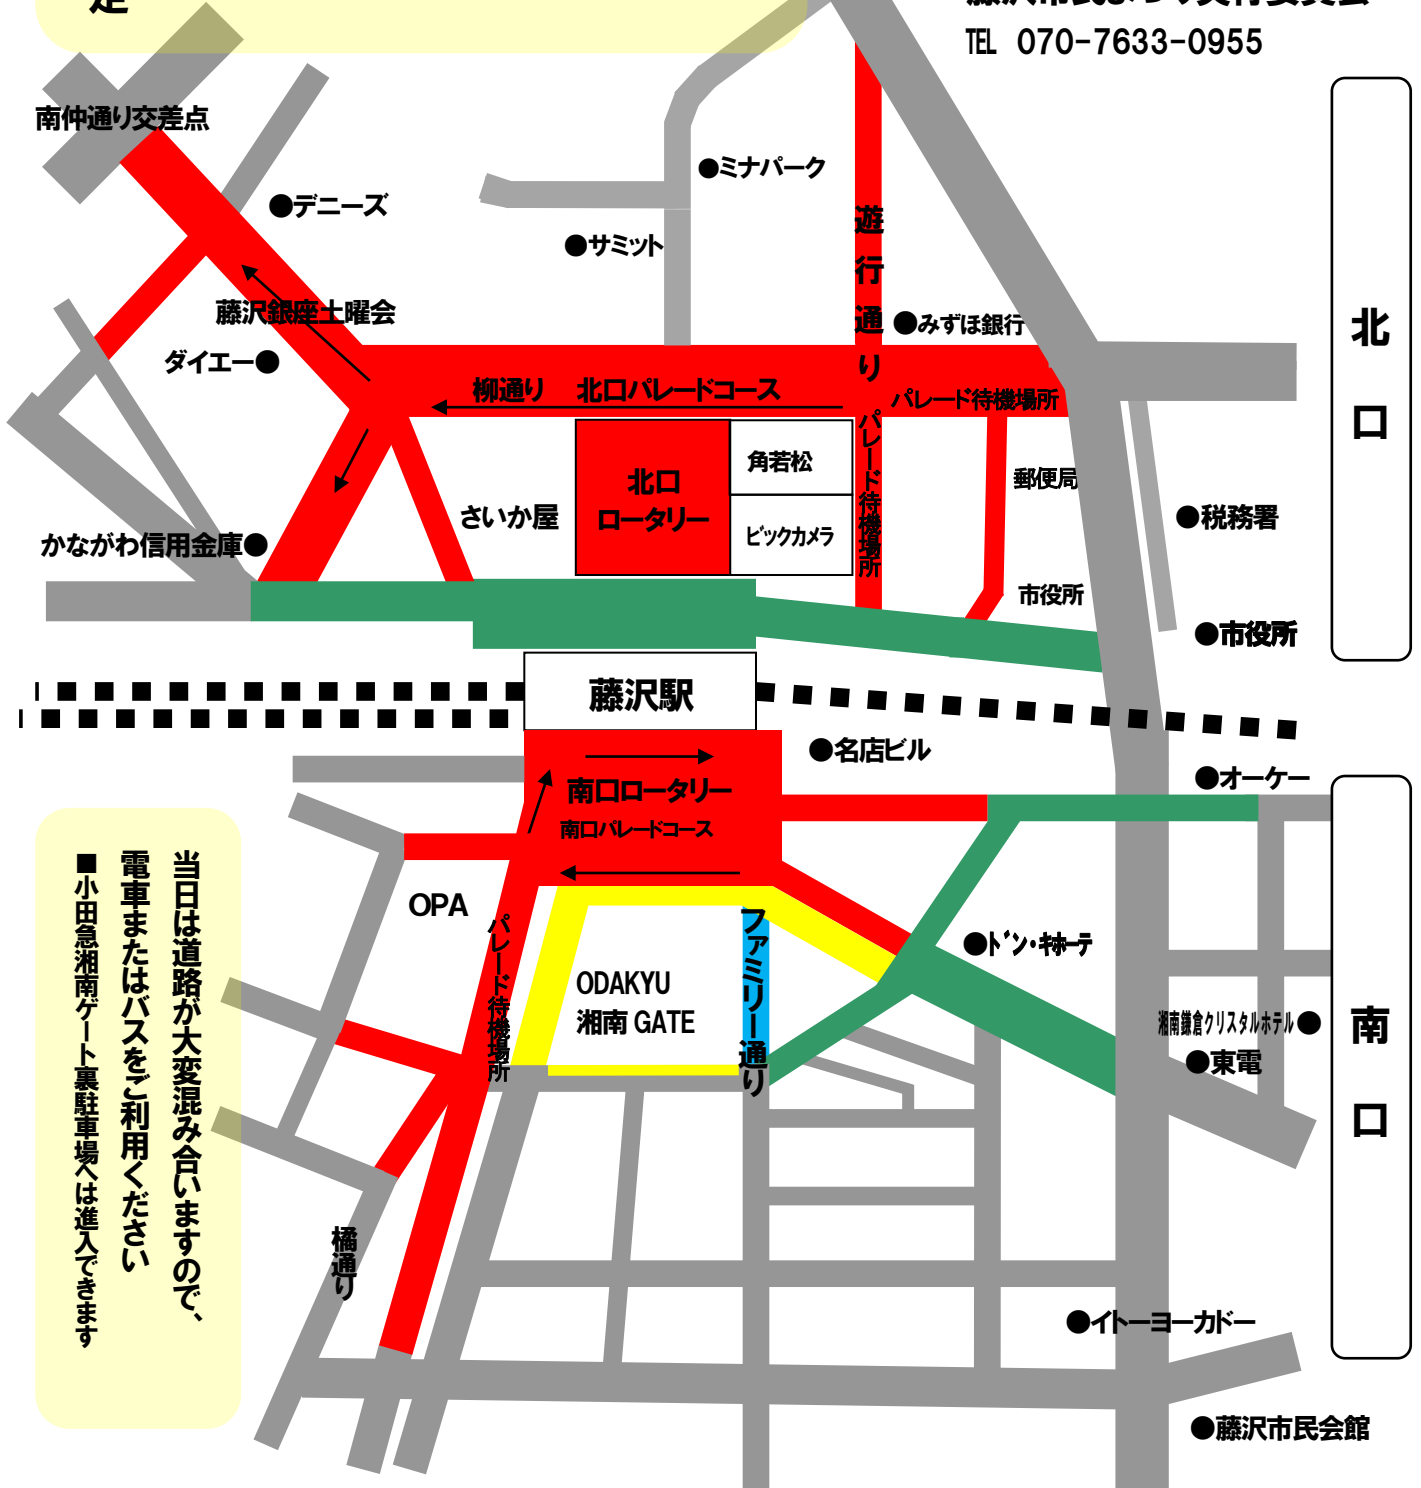 TEL 070-7633-0955
南仲通り交差点
●デニーズ
●ミナパーク
●サミット
遊行通り
●みずほ銀行
北口
藤沢銀座土曜会
ダイエー●
柳通り 北口パレードコース
パレード待機場所
パレード待機場所
角若松
北口
ロータリー
ビックカメラ
さいか屋
郵便局
●税務署
かながわ信用金庫●
市役所
●市役所
藤沢駅
●名店ビル
●オーケー
南口ロータリー
南口パレードコース
当日は道路が大変混み合いますので、
電車またはバスをご利用ください
■小田急湘南ゲート裏駐車場へは進入できます
OPA
パレード待機場所
ファミリー通り
●ドン・キホーテ
ODAKYU
湘南 GATE
湘南鎌倉クリスタルホテル●
●東電
南口
橘通り
●イトーヨーカドー
●藤沢市民会館